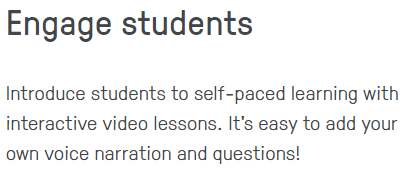 Engage students
Introduce students to self-paced learning with
interactive video lessons. It's easy to add your
own voice narration and questions!